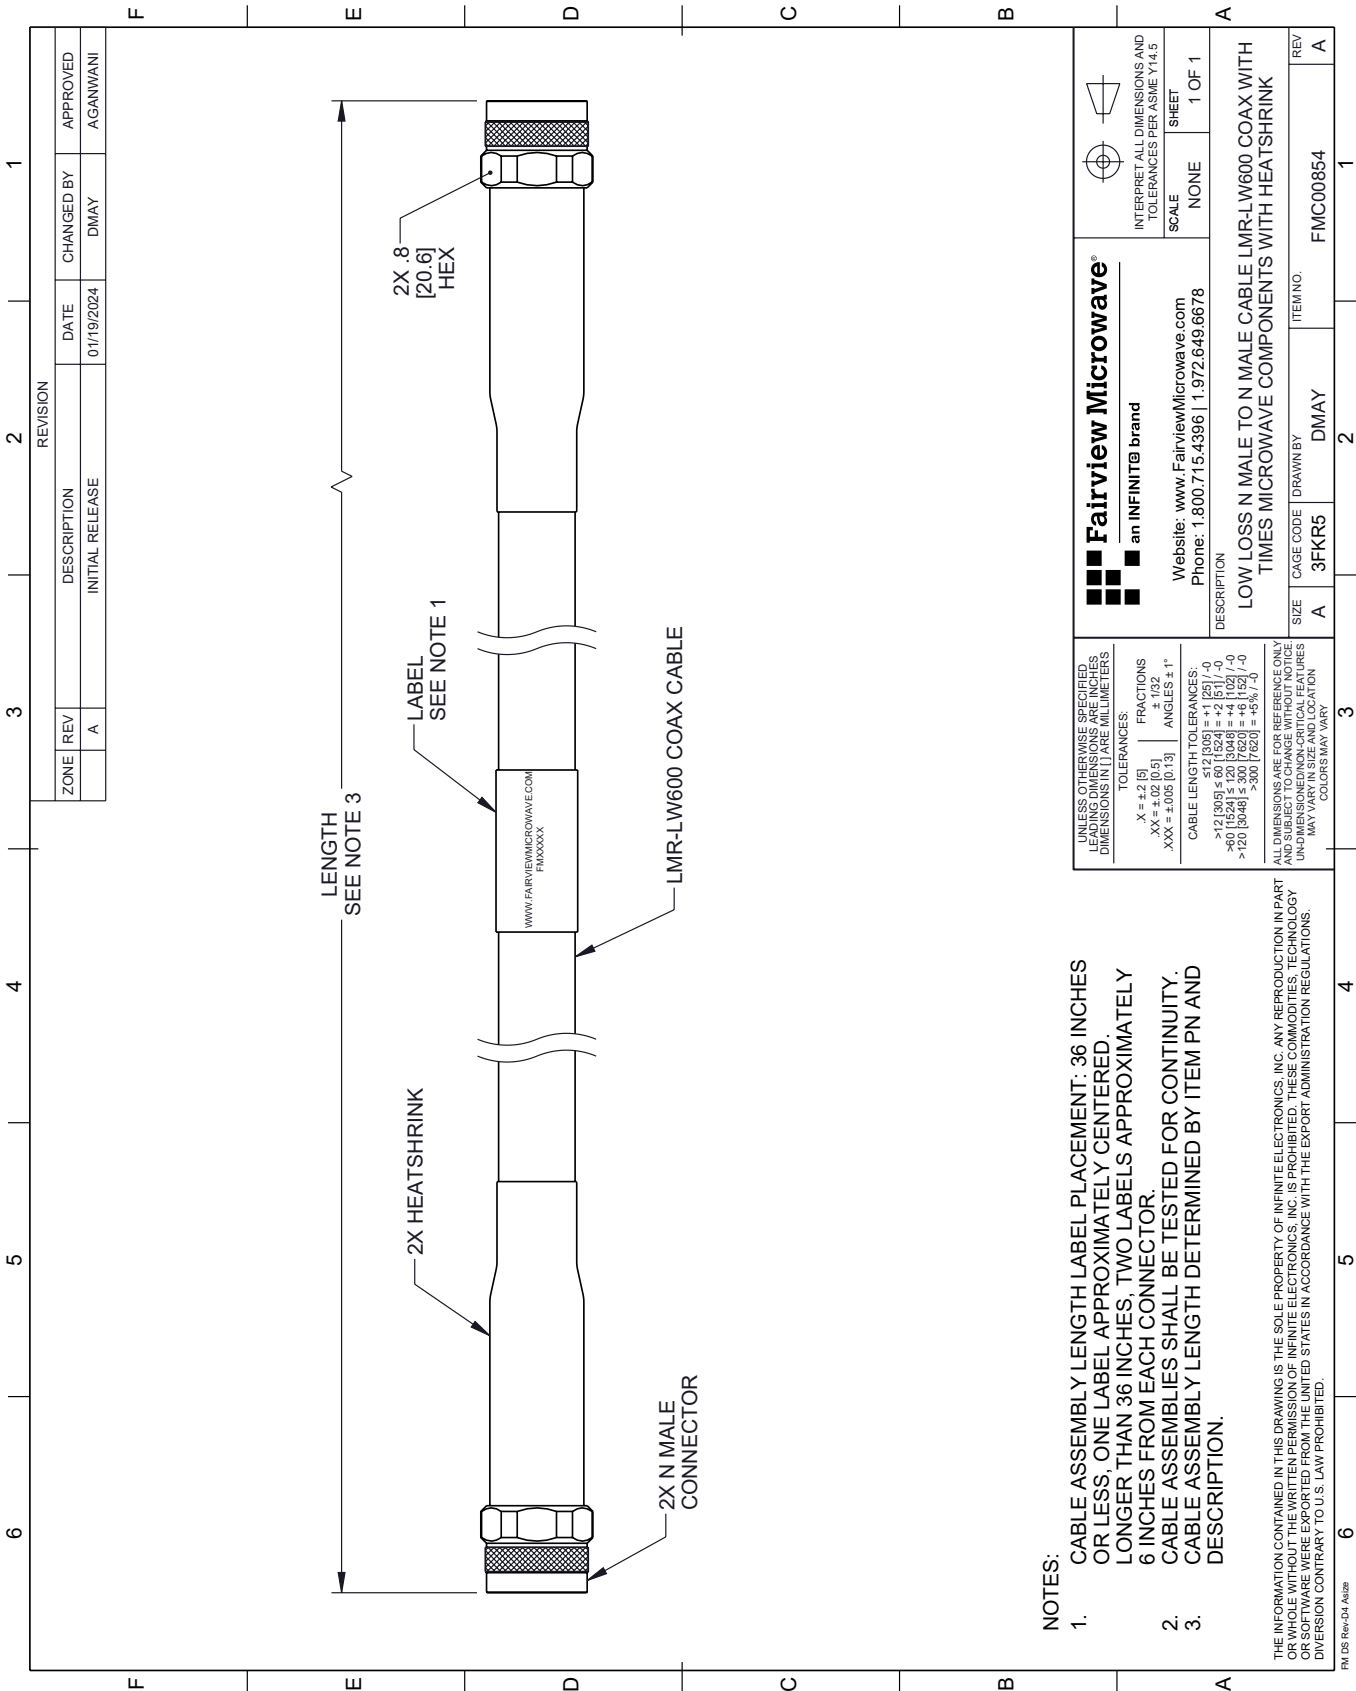 REVISION
ZONE REV DESCRIPTION DATE CHANGED BY APPROVED
A INITIAL RELEASE 01/19/2024 DMAY AGANWANI
6 5 4 3 2 1
F F
E E
D D
C C
B B
A A
LENGTH
SEE NOTE 3
2X HEATSHRINK
LABEL
SEE NOTE 1
2X .8
[20.6]
HEX
WWW.FAIRVIEWMICROWAVE.COM
FMXXXXX
2X N MALE
CONNECTOR
LMR-LW600 COAX CABLE
NOTES:
1. CABLE ASSEMBLY LENGTH LABEL PLACEMENT: 36 INCHES
OR LESS, ONE LABEL APPROXIMATELY CENTERED.
LONGER THAN 36 INCHES, TWO LABELS APPROXIMATELY
6 INCHES FROM EACH CONNECTOR.
2. CABLE ASSEMBLIES SHALL BE TESTED FOR CONTINUITY.
3. CABLE ASSEMBLY LENGTH DETERMINED BY ITEM PN AND
DESCRIPTION.
THE INFORMATION CONTAINED IN THIS DRAWING IS THE SOLE PROPERTY OF INFINITE ELECTRONICS, INC. ANY REPRODUCTION IN PART
OR WHOLE WITHOUT THE WRITTEN PERMISSION OF INFINITE ELECTRONICS, INC. IS PROHIBITED. THESE COMMODITIES, TECHNOLOGY
OR SOFTWARE WERE EXPORTED FROM THE UNITED STATES IN ACCORDANCE WITH THE EXPORT ADMINISTRATION REGULATIONS.
DIVERSION CONTRARY TO U.S. LAW PROHIBITED.
UNLESS OTHERWISE SPECIFIED
LEADING DIMENSIONS ARE INCHES
DIMENSIONS IN [ ] ARE MILLIMETERS
TOLERANCES:
.X = ±.2 [5] FRACTIONS
.XX = ±.02 [0.5] ± 1/32
.XXX = ±.005 [0.13] ANGLES ± 1°
CABLE LENGTH TOLERANCES:
≤12 [305] = +1 [25] / -0
>12 [305] ≤ 60 [1524] = +2 [51] / -0
>60 [1524] ≤ 120 [3048] = +4 [102] / -0
>120 [3048] ≤ 300 [7620] = +6 [152] / -0
>300 [7620] = +5% / -0
ALL DIMENSIONS ARE FOR REFERENCE ONLY
AND SUBJECT TO CHANGE WITHOUT NOTICE.
UN-DIMENSIONED/NON-CRITICAL FEATURES
MAY VARY IN SIZE AND LOCATION
COLORS MAY VARY
Fairview Microwave®
an INFINIT@ brand
Website: www.FairviewMicrowave.com
Phone: 1.800.715.4396 | 1.972.649.6678
INTERPRET ALL DIMENSIONS AND
TOLERANCES PER ASME Y14.5
SCALE NONE
SHEET 1 OF 1
DESCRIPTION
LOW LOSS N MALE TO N MALE CABLE LMR-LW600 COAX WITH
TIMES MICROWAVE COMPONENTS WITH HEATSHRINK
SIZE A
CAGE CODE 3FKR5
DRAWN BY DMAY
ITEM NO. FMC00854
REV A
FM DS Rev-D4 Asize
6 5 4 3 2 1